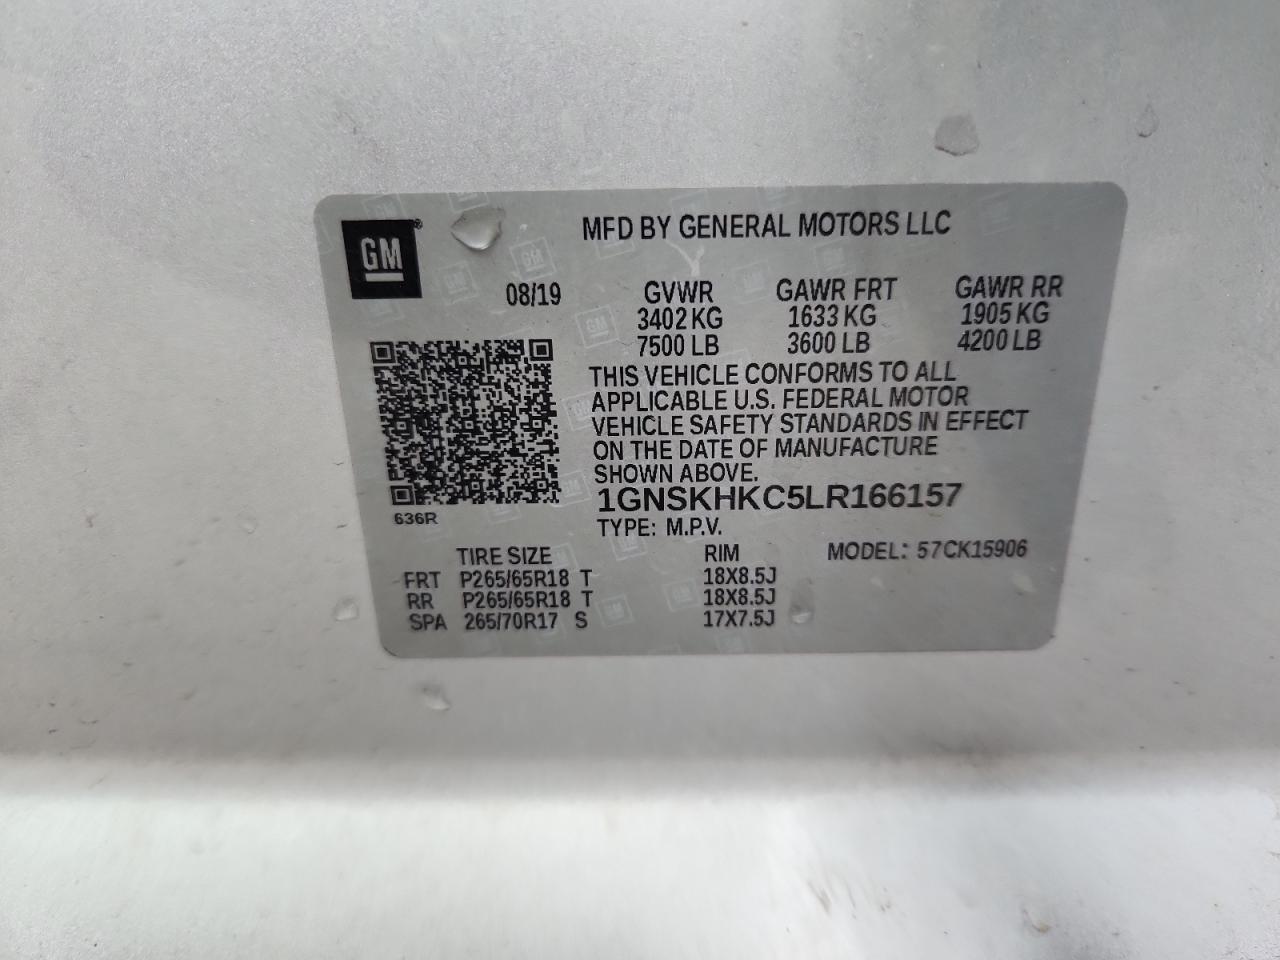 GM®
MFD BY GENERAL MOTORS LLC
08/19
GVWR GAWR FRT GAWR RR
3402 KG 1633 KG 1905 KG
7500 LB 3600 LB 4200 LB
THIS VEHICLE CONFORMS TO ALL
APPLICABLE U.S. FEDERAL MOTOR
VEHICLE SAFETY STANDARDS IN EFFECT
ON THE DATE OF MANUFACTURE
SHOWN ABOVE.
1GNSKHKC5LR166157
636R
TYPE: M.P.V.
TIRE SIZE RIM MODEL: 57CK15906
FRT P265/65R18 T 18X8.5J
RR P265/65R18 T 18X8.5J
SPA 265/70R17 S 17X7.5J